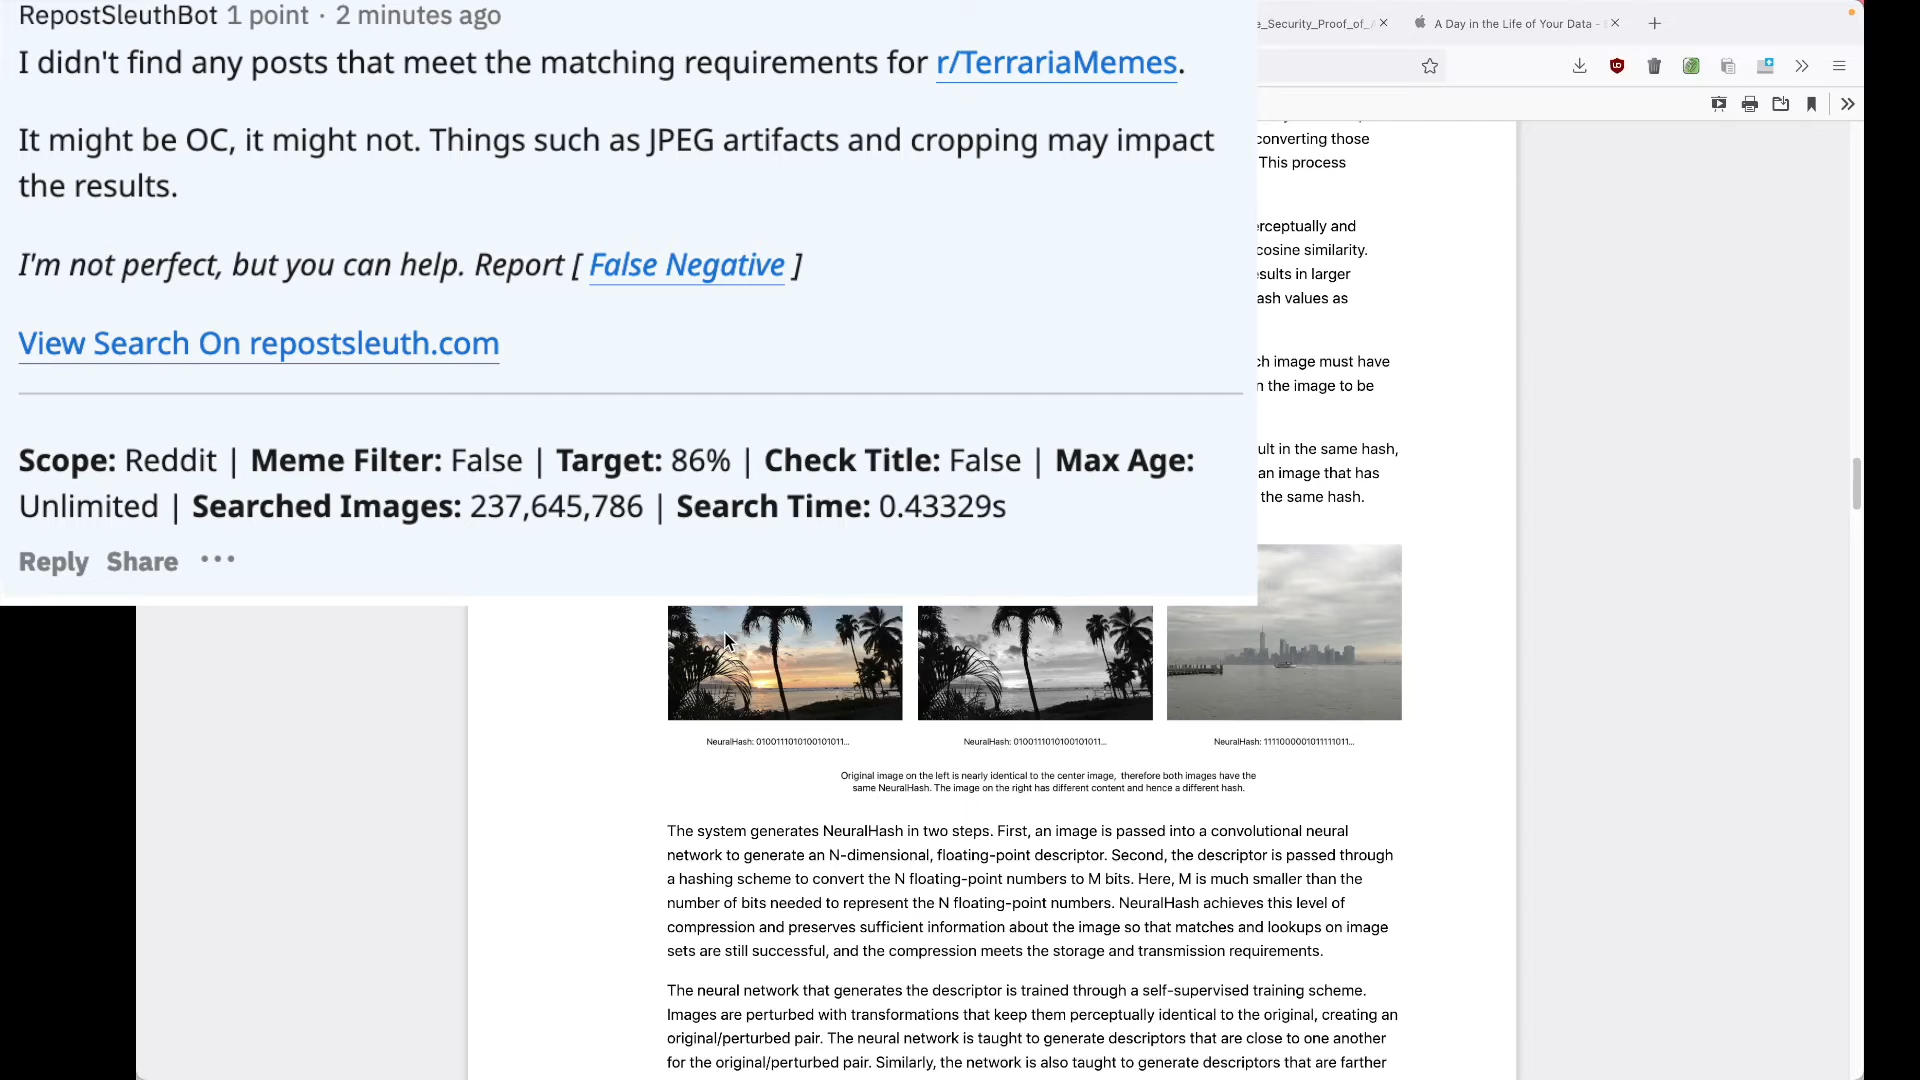 RepostSleuthBot 1 point · 2 minutes ago
I didn't find any posts that meet the matching requirements for r/TerrariaMemes.
It might be OC, it might not. Things such as JPEG artifacts and cropping may impact
the results.
I'm not perfect, but you can help. Report [ False Negative ]
View Search On repostsleuth.com
Scope: Reddit | Meme Filter: False | Target: 86% | Check Title: False | Max Age:
Unlimited | Searched Images: 237,645,786 | Search Time: 0.43329s
Reply Share ···
e_Security_Proof_of_
A Day in the Life of Your Data -
converting those
This process
erceptually and
cosine similarity.
sults in larger
ash values as
ch image must have
n the image to be
ult in the same hash,
an image that has
the same hash.
NeuralHash: 0100111010100101011...
NeuralHash: 0100111010100101011...
NeuralHash: 1111000001011111011...
Original image on the left is nearly identical to the center image, therefore both images have the
same NeuralHash. The image on the right has different content and hence a different hash.
The system generates NeuralHash in two steps. First, an image is passed into a convolutional neural
network to generate an N-dimensional, floating-point descriptor. Second, the descriptor is passed through
a hashing scheme to convert the N floating-point numbers to M bits. Here, M is much smaller than the
number of bits needed to represent the N floating-point numbers. NeuralHash achieves this level of
compression and preserves sufficient information about the image so that matches and lookups on image
sets are still successful, and the compression meets the storage and transmission requirements.
The neural network that generates the descriptor is trained through a self-supervised training scheme.
Images are perturbed with transformations that keep them perceptually identical to the original, creating an
original/perturbed pair. The neural network is taught to generate descriptors that are close to one another
for the original/perturbed pair. Similarly, the network is also taught to generate descriptors that are farther